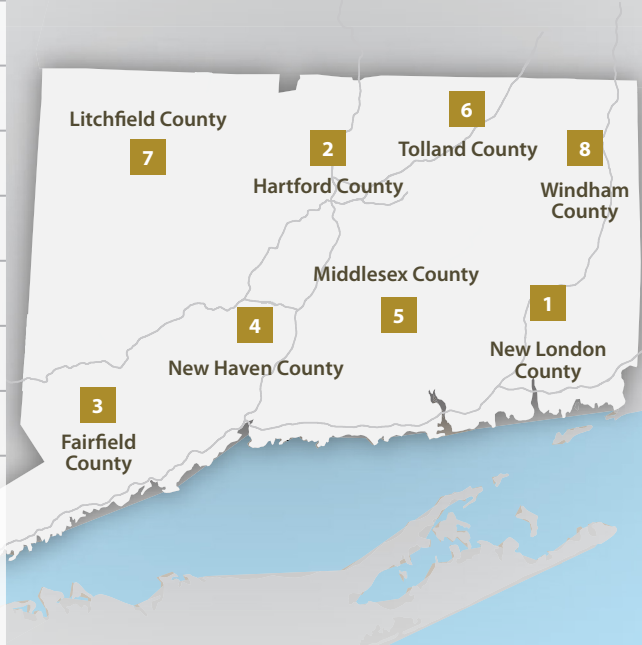 6
Litchfield County
7
2
Tolland County
8
Hartford County
Windham
County
Middlesex County
1
5
4
New London
County
New Haven County
3
Fairfield
County